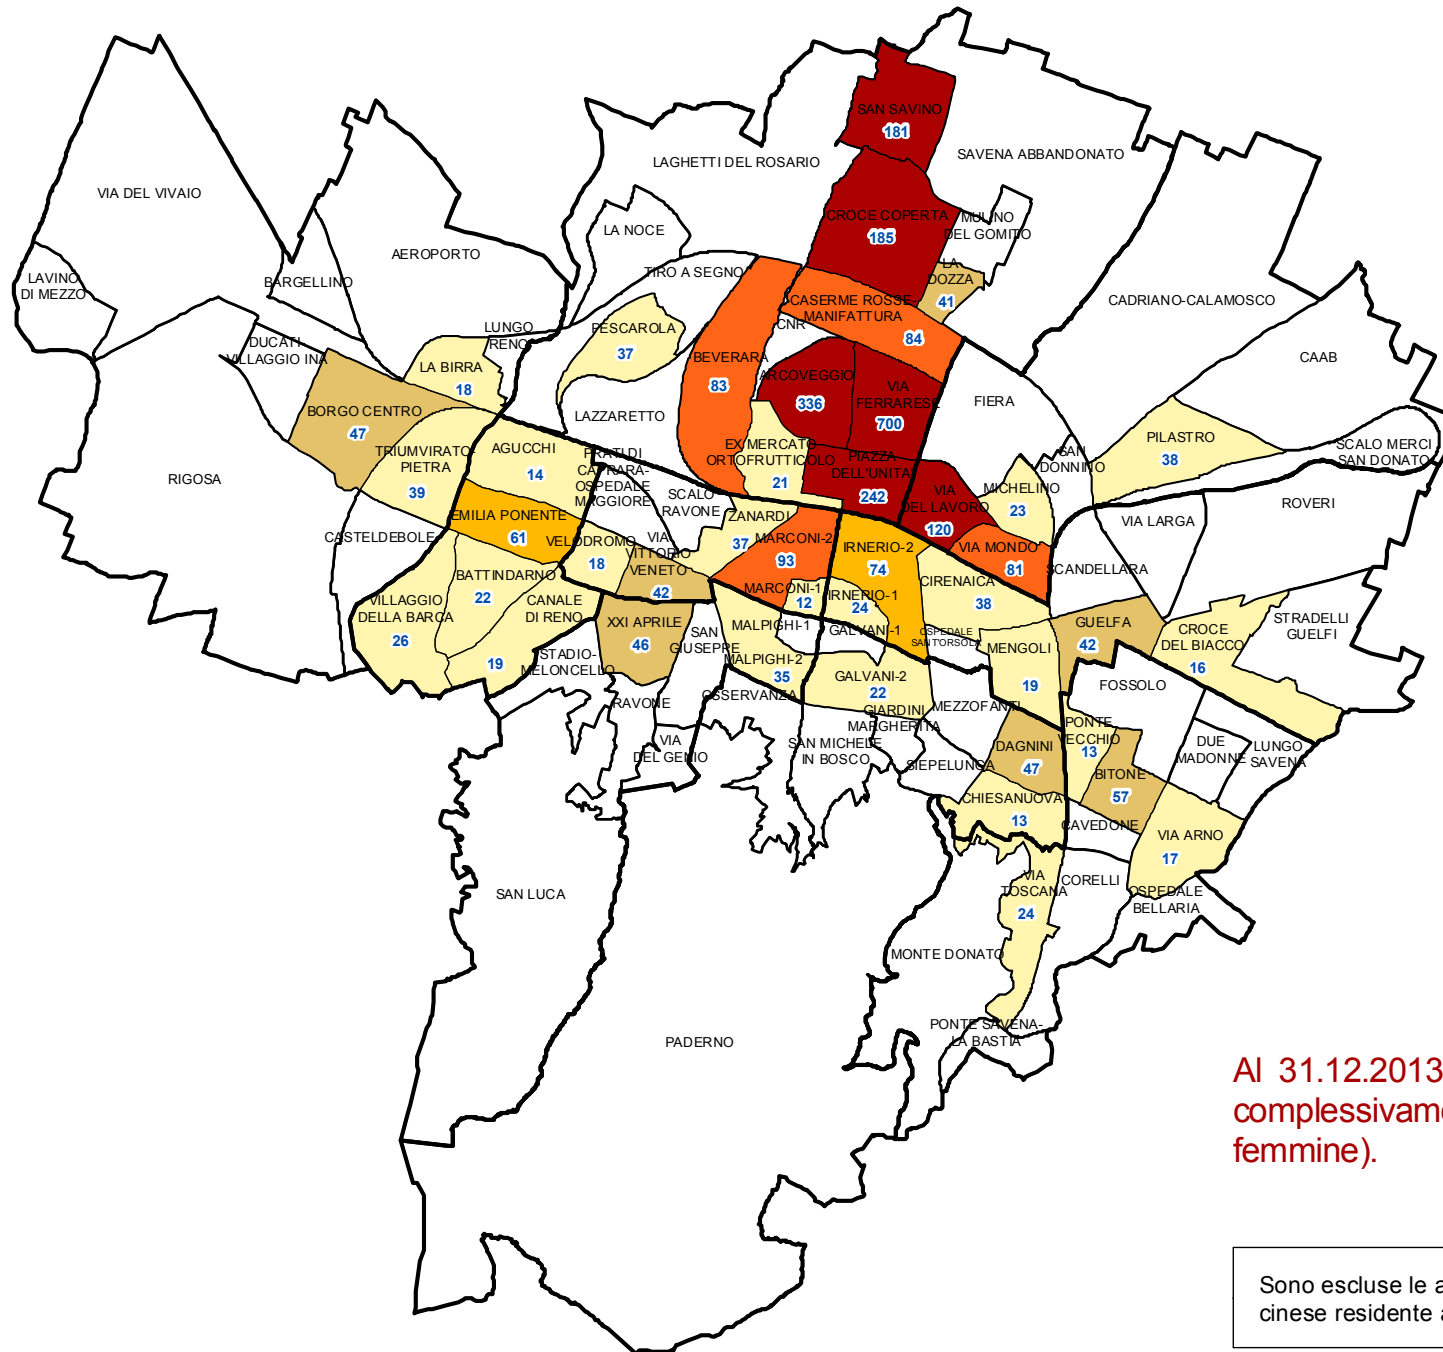 SAN SAVINO
181
SAVENA ABBANDONATO
LAGHETTI DEL ROSARIO
VIA DEL VIVAIO
CROCE COPERTA
185
MULINO
DEL GOMITO
LA NOCE
AEROPORTO
TIRO A SEGNO
LA
DOZZA
41
BARGELLINO
LAVINO
DI MEZZO
CASERME ROSSE
MANIFATTURA
84
CADRIANO-CALAMOSCO
CNR
LUNGO
RENO
PESCAROLA
37
DUCATI
VILLAGGIO INA
BEVERARA
83
CAAB
LA BIRRA
18
ARCOVEGGIO
336
VIA
FERRARESE
700
FIERA
BORGO CENTRO
47
LAZZARETTO
PILASTRO
38
SCALO MERCI
SAN DONATO
EX MERCATO
ORTOFRUTTICOLO
21
PIAZZA
DELL'UNITA'
242
SAN
DONNINO
TRIUMVIRATO-
PIETRA
39
AGUCCHI
14
PRATI DI
CAPRARA-
OSPEDALE
MAGGIORE
RIGOSA
SCALO
RAVONE
VIA
DEL LAVORO
120
MICHELINO
23
ROVERI
EMILIA PONENTE
61
ZANARDI
37
VIA LARGA
CASTELDEBOLE
VELODROMO
18
VIA
VITTORIO
VENETO
42
MARCONI-2
93
IRNERIO-2
74
VIA MONDO
81
SCANDELLARA
BATTINDARNO
22
CIRENAICA
38
MARCONI-1
12
IRNERIO-1
24
VILLAGGIO
DELLA BARCA
26
CANALE
DI RENO
19
XXI APRILE
46
SAN
GIUSEPPE
MALPIGHI-1
GALVANI-1
OSPEDALE
SANT'ORSOLA
GUELFA
42
CROCE
DEL BIACCO
16
STRADELLI
GUELFI
STADIO-
MELONCELLO
MALPIGHI-2
35
MENGOLI
19
GALVANI-2
22
FOSSOLO
OSSERVANZA
RAVONE
GIARDINI
MARGHERITA
MEZZOFANTI
PONTE
VECCHIO
13
VIA
DEL GENIO
SAN MICHELE
IN BOSCO
DAGNINI
47
DUE
MADONNE
LUNGO
SAVENA
SIEPELUNGA
BITONE
57
CHIESANUOVA
13
CAVEDONE
VIA ARNO
17
VIA
TOSCANA
24
CORELLI
OSPEDALE
BELLARIA
SAN LUCA
MONTE DONATO
PONTE SAVENA-
LA BASTIA
PADERNO
Al 31.12.2013
complessivam
femmine).
Sono escluse le a
cinese residente a